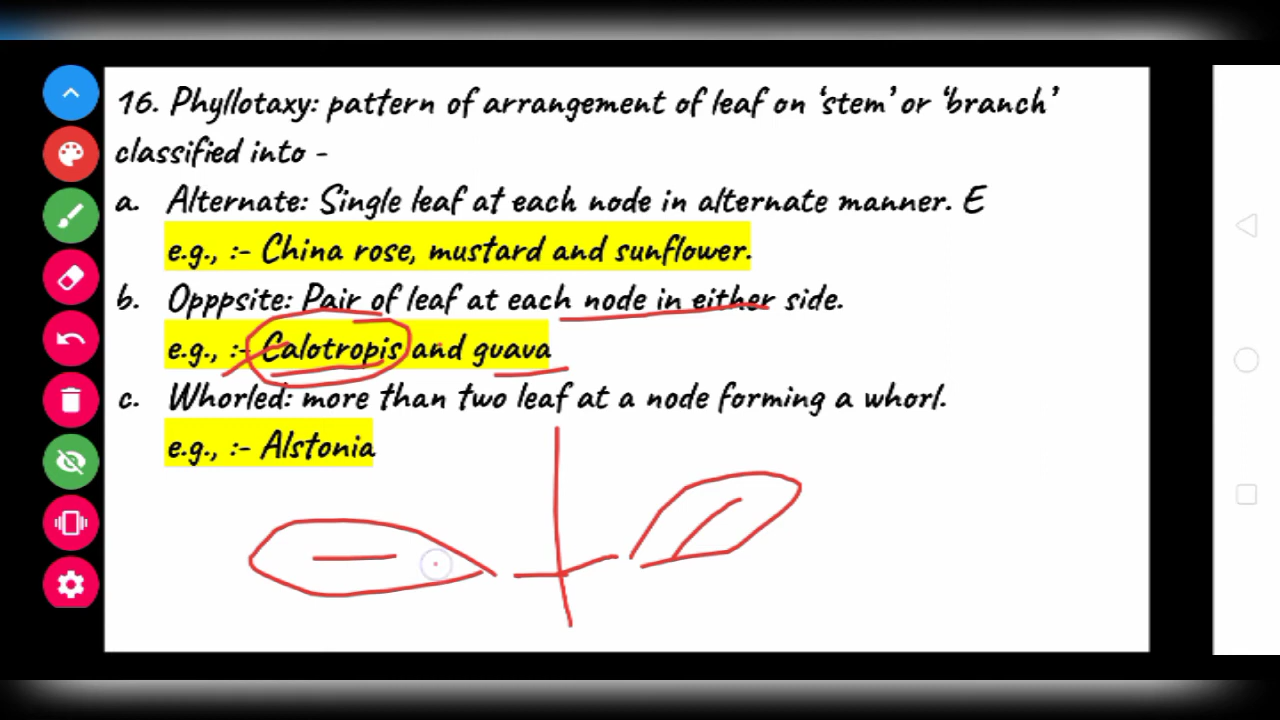 16. Phyllotaxy: pattern of arrangement of leaf on ‘stem’ or ‘branch’
classified into -
a. Alternate: Single leaf at each node in alternate manner. E
e.g., :- China rose, mustard and sunflower.
b. Opppsite: Pair of leaf at each node in either side.
e.g., :- Calotropis and guava
c. Whorled: more than two leaf at a node forming a whorl.
e.g., :- Alstonia